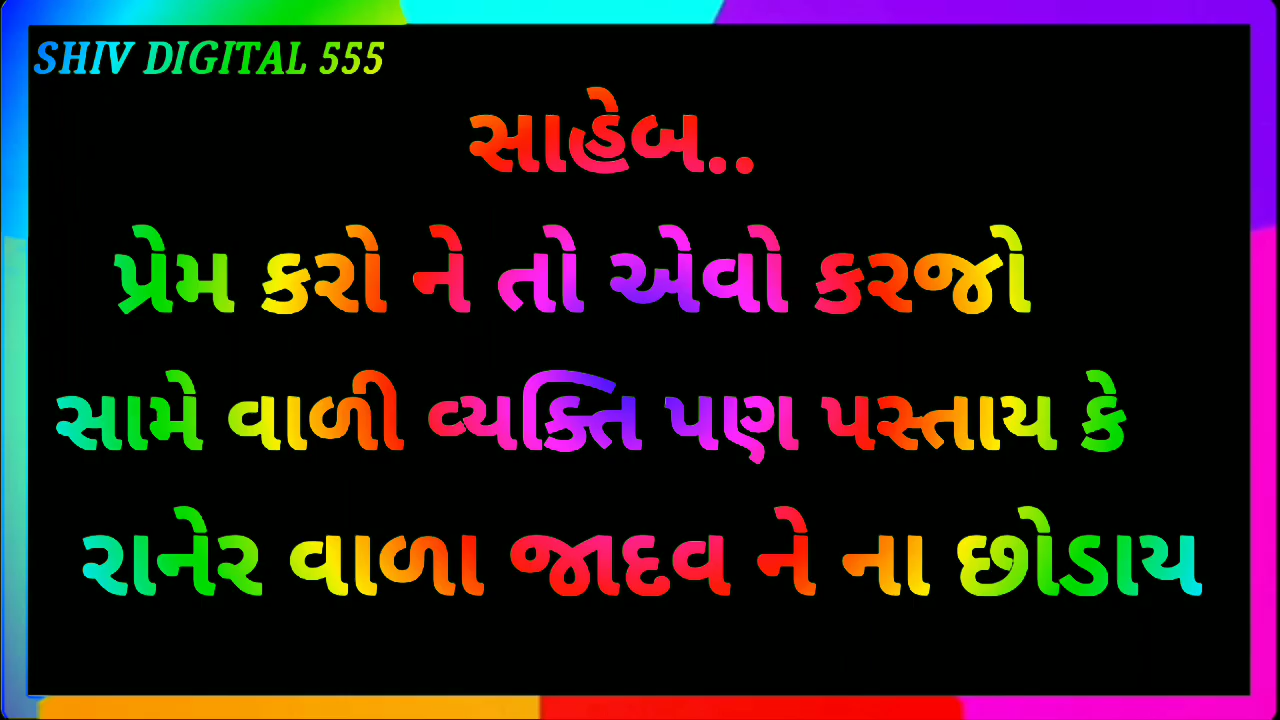 SHIV DIGITAL 555
સાહેબ..
પ્રેમ કરો ને તો એવો કરજો
સામે વાળી વ્યક્તિ પણ પસ્તાય કે
રાનેર વાળા જાદવ ને ના છોડાય